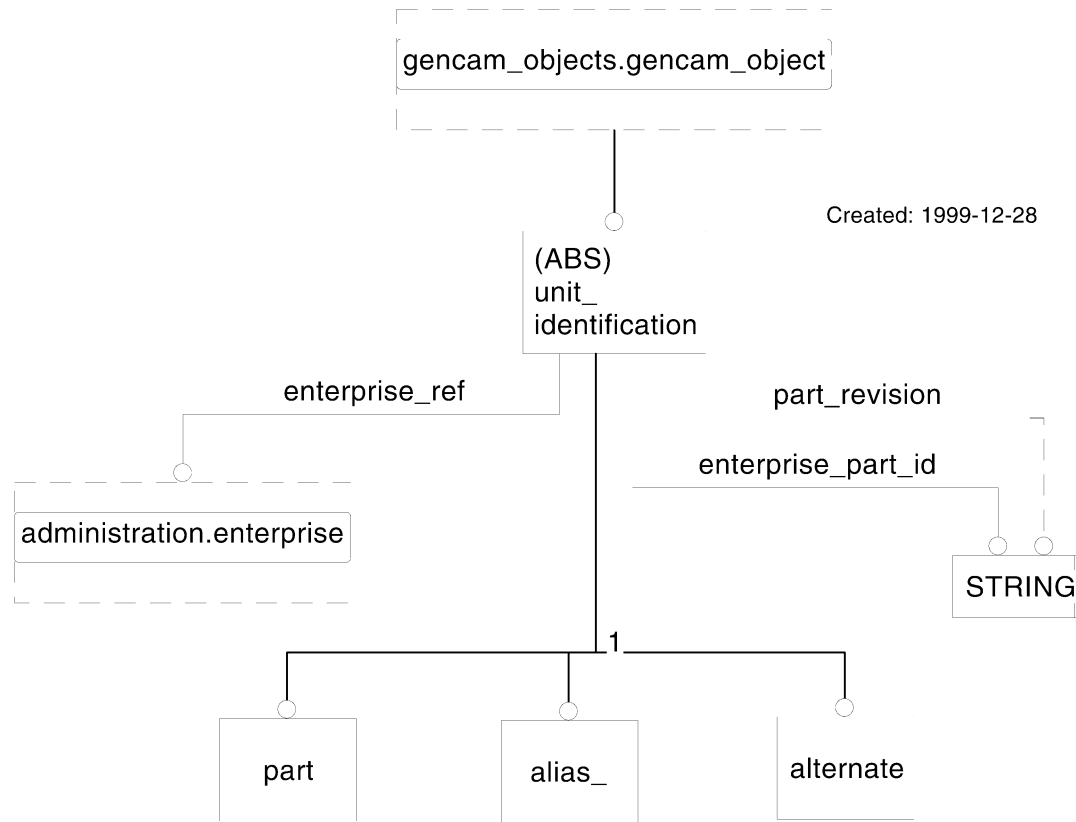 gencam_objects.gencam_object
Created: 1999-12-28
(ABS)
unit_
identification
enterprise_ref
part_revision
enterprise_part_id
administration.enterprise
STRING
1
part
alias_
alternate